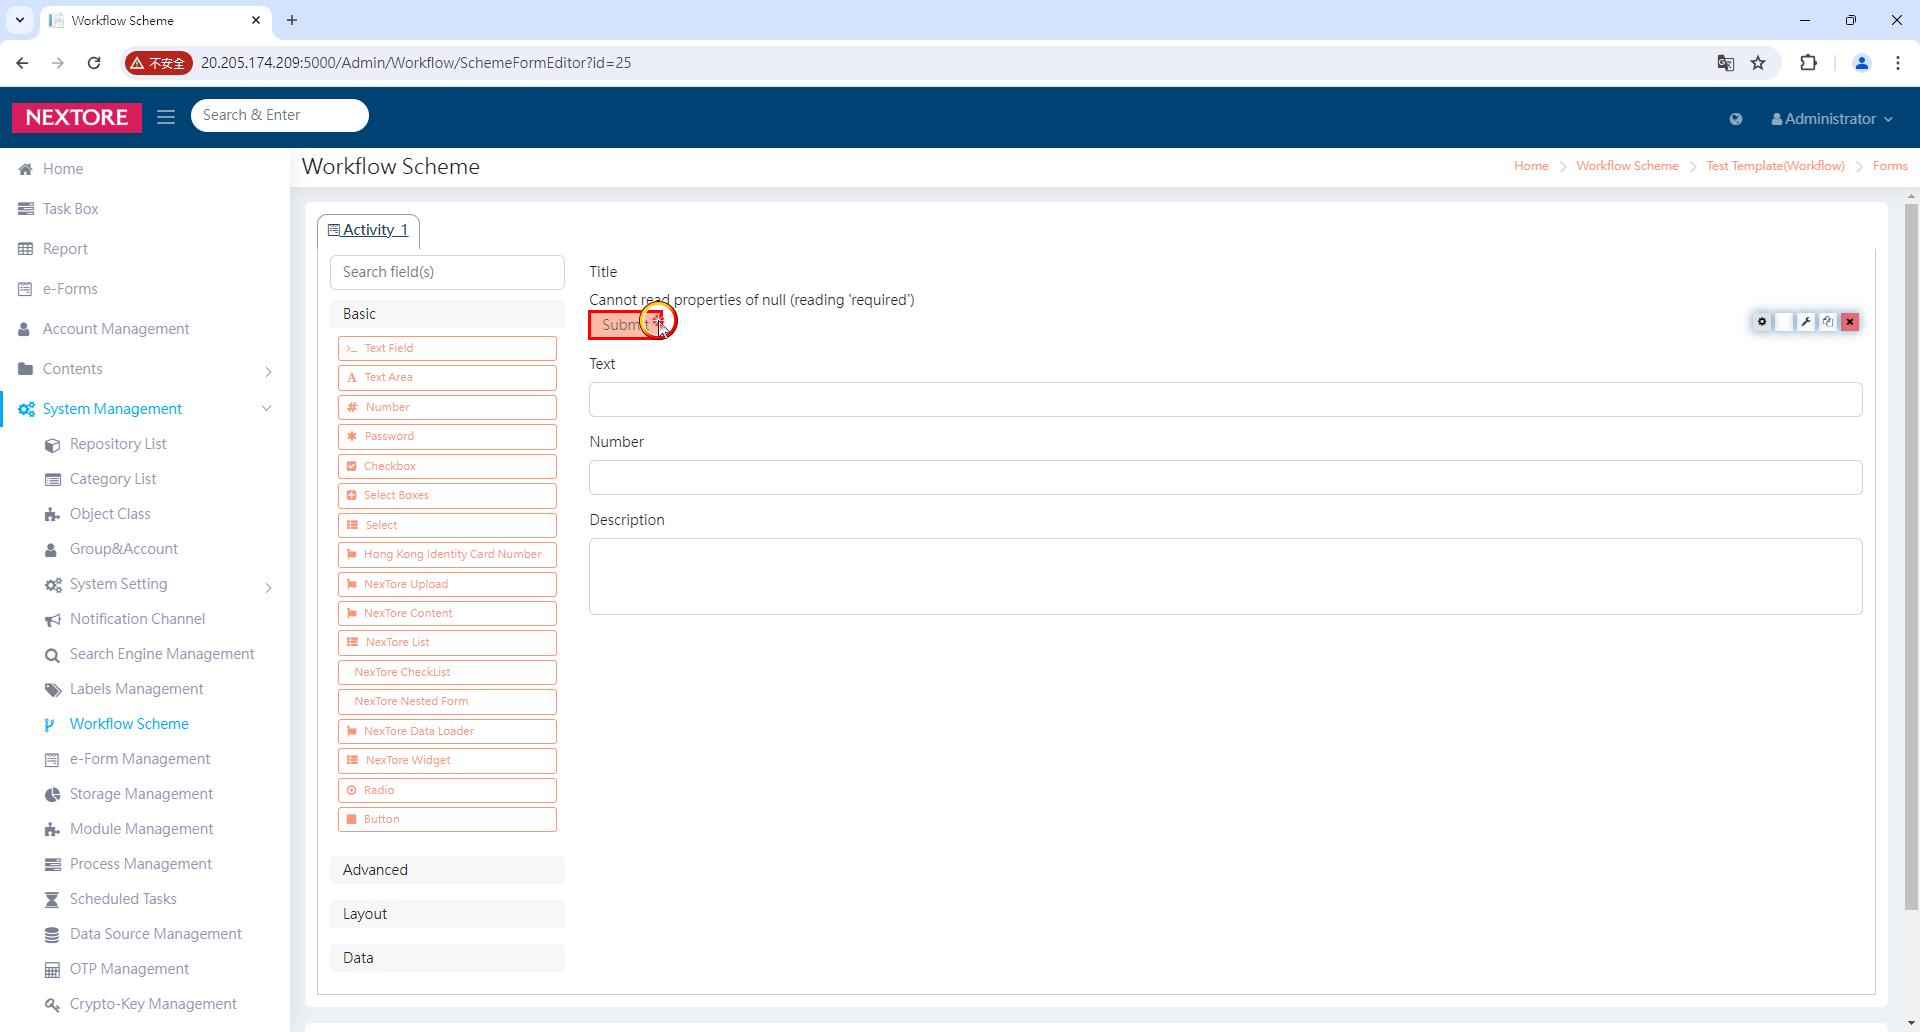 Workflow Scheme
不安全
20.205.174.209:5000/Admin/Workflow/SchemeFormEditor?id=25
NEXTORE
Search & Enter
Administrator
Home
Task Box
Report
e-Forms
Account Management
Contents
System Management
Repository List
Category List
Object Class
Group&Account
System Setting
Notification Channel
Search Engine Management
Labels Management
Workflow Scheme
e-Form Management
Storage Management
Module Management
Process Management
Scheduled Tasks
Data Source Management
OTP Management
Crypto-Key Management
Workflow Scheme
Home > Workflow Scheme > Test Template(Workflow) > Forms
Activity_1
Search field(s)
Basic
Text Field
Text Area
Number
Password
Checkbox
Select Boxes
Select
Hong Kong Identity Card Number
NexTore Upload
NexTore Content
NexTore List
NexTore CheckList
NexTore Nested Form
NexTore Data Loader
NexTore Widget
Radio
Button
Advanced
Layout
Data
Title
Cannot read properties of null (reading 'required')
Submit
Text
Number
Description